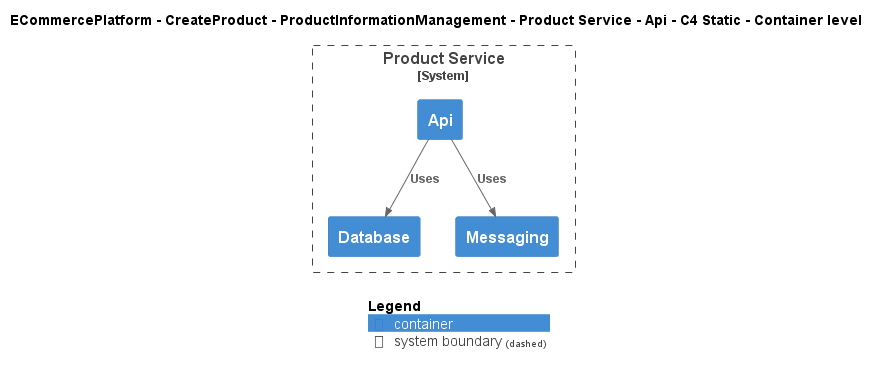 ECommercePlatform - CreateProduct - ProductInformationManagement - Product Service - Api - C4 Static - Container level
Product Service
[System]
Api
Uses Uses
Database Messaging
Legend
container
system boundary (dashed)